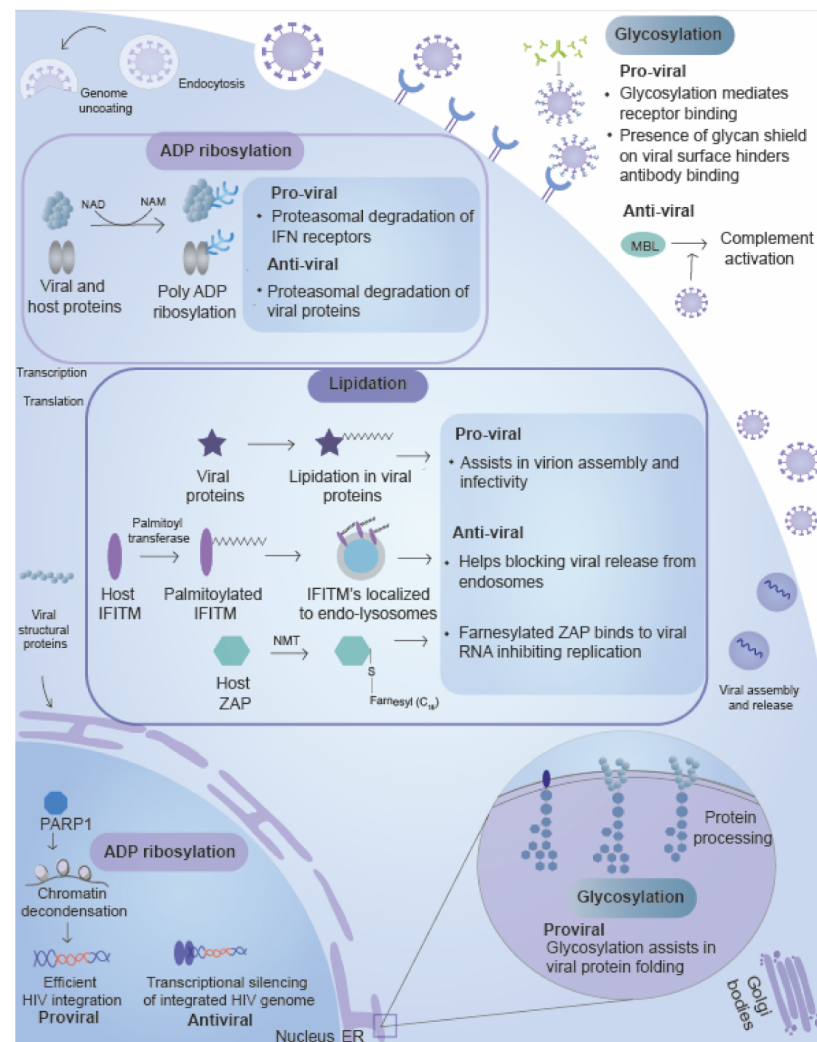 Glycosylation
Pro-viral
Glycosylation mediates
receptor binding
Presence of glycan shield
on viral surface hinders
antibody binding
Anti-viral
MBL
Complement
activation
Genome
uncoating
Endocytosis
ADP ribosylation
NAD
NAM
Viral and
host proteins
Poly ADP
ribosylation
Pro-viral
Proteasomal degradation of
IFN receptors
Anti-viral
Proteasomal degradation of
viral proteins
Transcription
Translation
Lipidation
Viral
proteins
Lipidation in viral
proteins
Pro-viral
Assists in virion assembly and
infectivity
Palmitoyl
transferase
Host
IFITM
Palmitoylated
IFITM
IFITM's localized
to endo-lysosomes
Anti-viral
Helps blocking viral release from
endosomes
Host
ZAP
NMT
S
Farnesyl (C₁₅)
Farnesylated ZAP binds to viral
RNA inhibiting replication
Viral
structural
proteins
Viral assembly
and release
PARP1
ADP ribosylation
Chromatin
decondensation
Efficient
HIV integration
Proviral
Transcriptional silencing
of integrated HIV genome
Antiviral
Nucleus
ER
Protein
processing
Glycosylation
Proviral
Glycosylation assists in
viral protein folding
Golgi
bodies